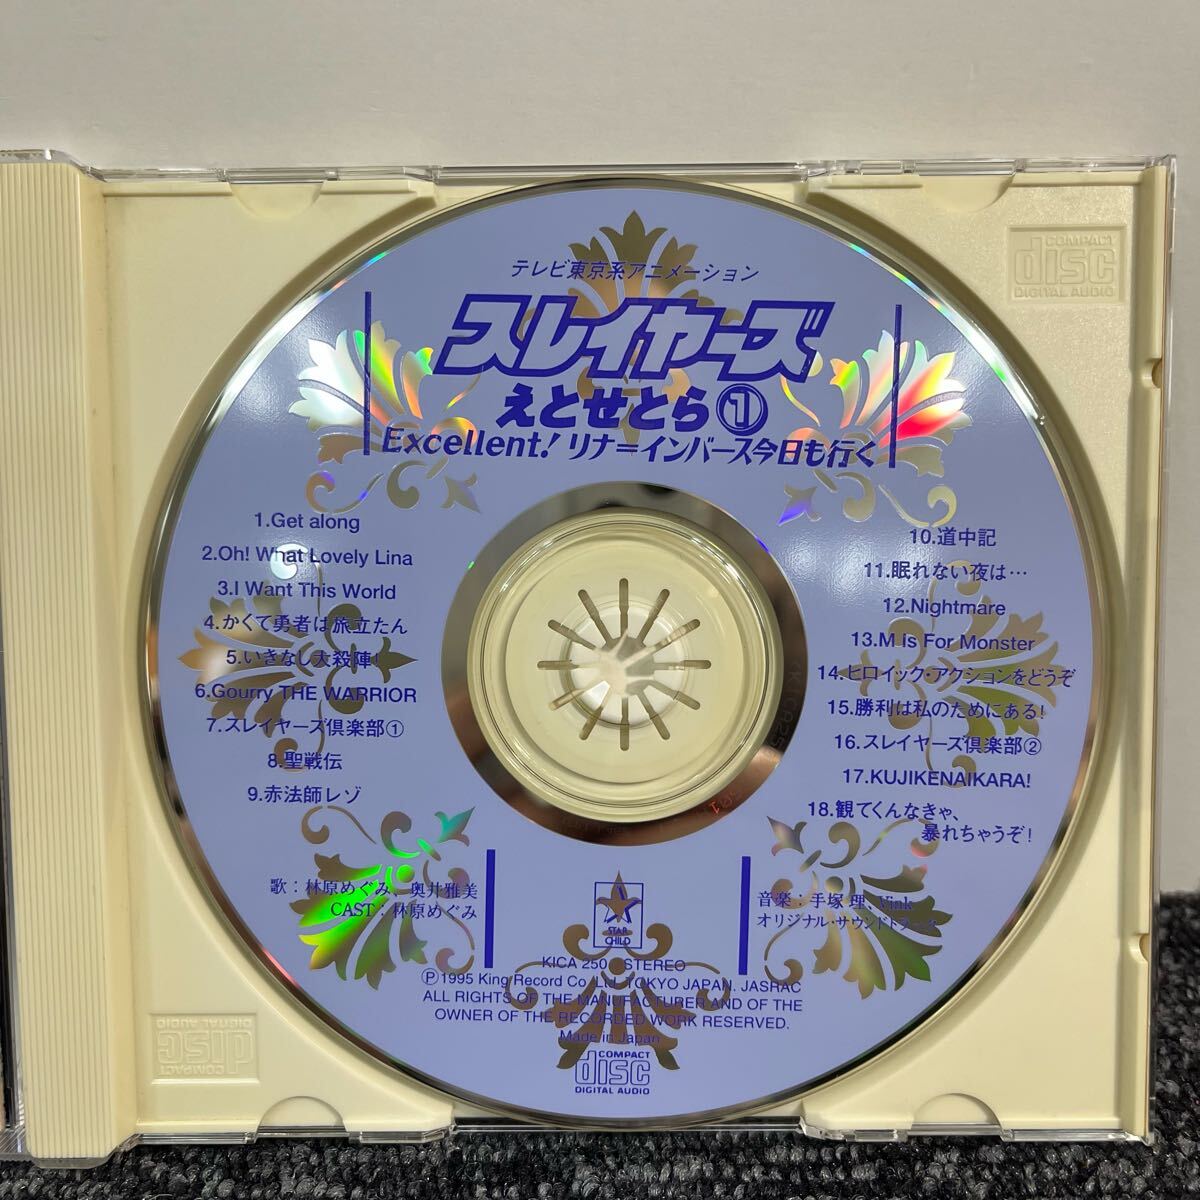 テレビ東京系アニメーション
スレイヤーズ
えとせとら①
Excellent! リナ=インバース今日も行く
1.Get along
2.Oh! What Lovely Lina
3.I Want This World
4.かくて勇者は旅立たん
5.いきなし大殺陣!
6.Gourry THE WARRIOR
7.スレイヤーズ倶楽部①
8.聖戦伝
9.赤法師レゾ
10.道中記
11.眠れない夜は…
12.Nightmare
13.M is For Monster
14.ヒロイック・アクションをどうぞ
15.勝利は私のためにある!
16.スレイヤーズ倶楽部②
17.KUJIKENAIKARA!
18.観てくんなきゃ、
暴れちゃうぞ!
歌:林原めぐみ、奥井雅美
CAST:林原めぐみ
音楽:手塚 理、Vink
オリジナル・サウンドトラック
STAR
CHILD
KICA 250 STEREO
Ⓟ1995 King Record Co., Ltd. TOKYO JAPAN. JASRAC
ALL RIGHTS OF THE MANUFACTURER AND OF THE
OWNER OF THE RECORDED WORK RESERVED.
Made in Japan
COMPACT
disc
DIGITAL AUDIO
COMPACT
disc
DIGITAL AUDIO
COMPACT
disc
DIGITAL AUDIO